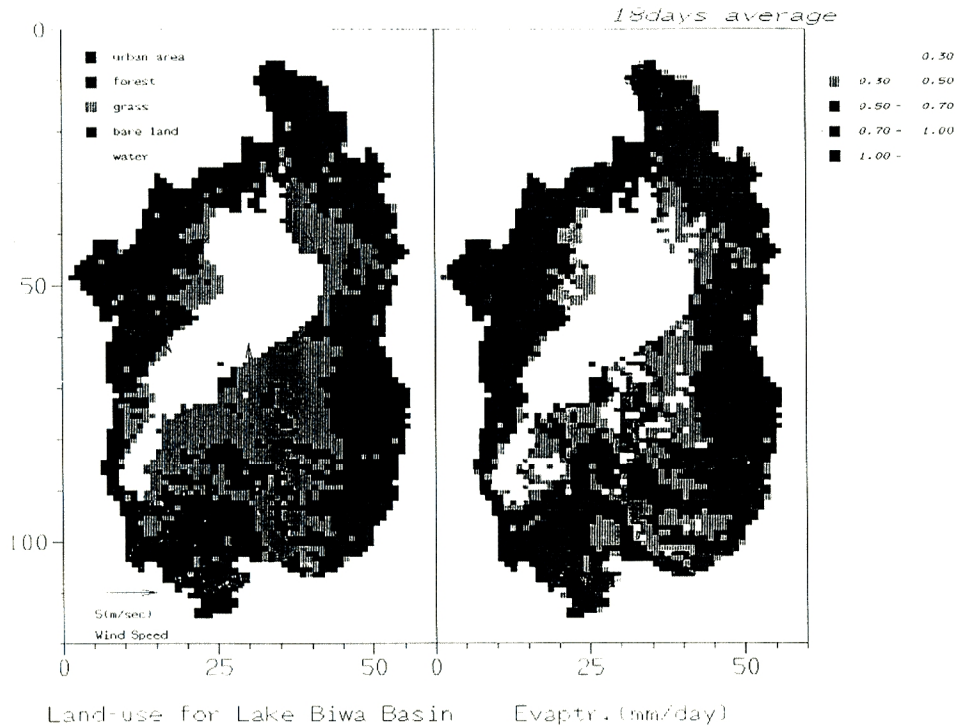 18days average
0
urban area
forest
grass
bare land
water
0.30
0.30 0.50
0.50 - 0.70
0.70 - 1.00
1.00 -
50
100
5(m/sec)
Wind Speed
0 25 50
0 25 50
Land-use for Lake Biwa Basin
Evaptr.(mm/day)